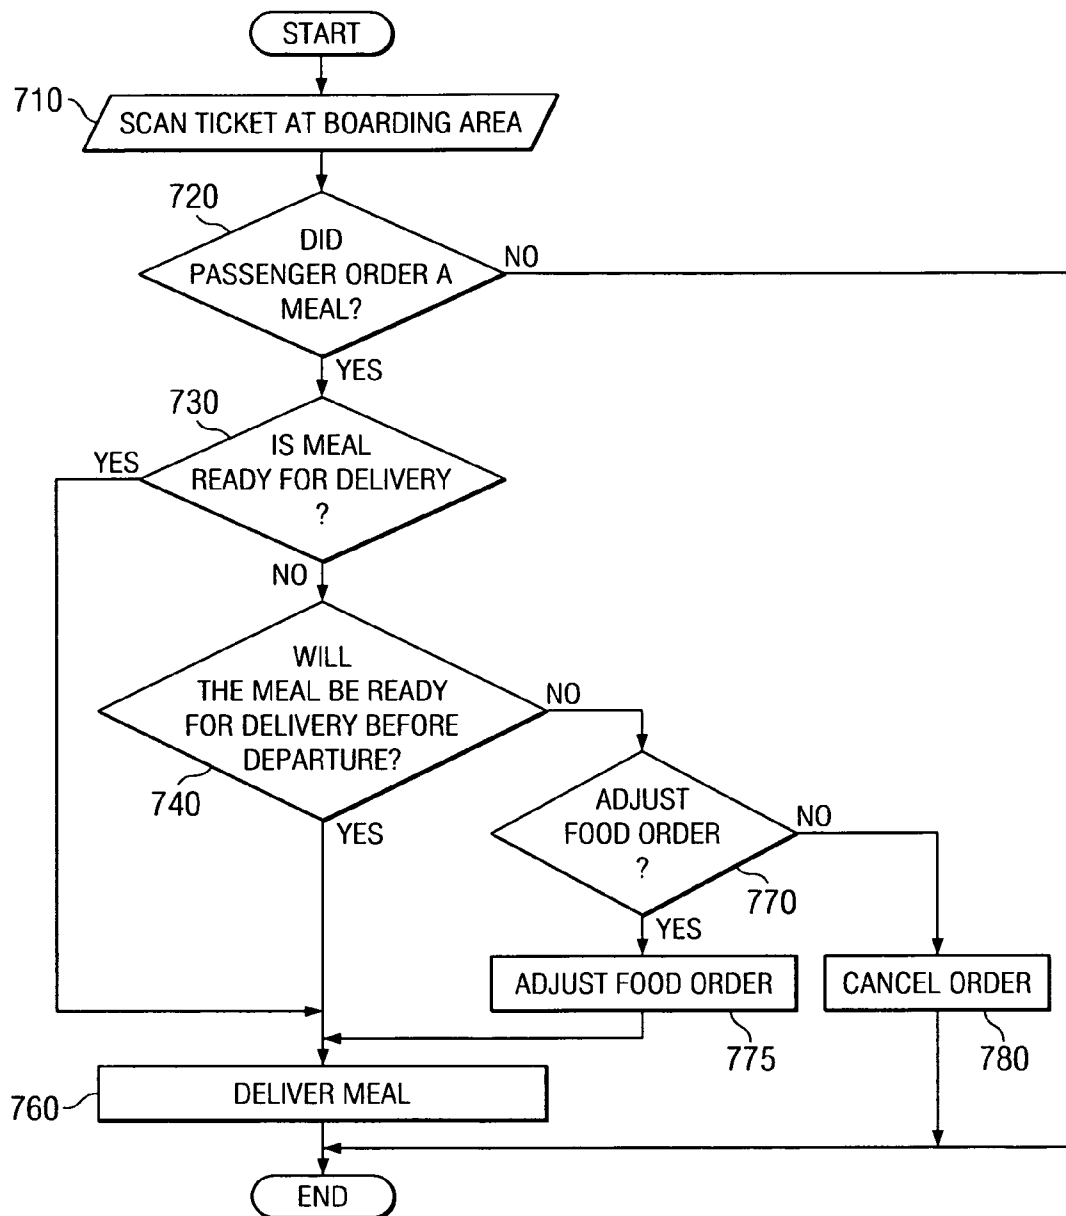 START
710
SCAN TICKET AT BOARDING AREA
720
DID
PASSENGER ORDER A
MEAL?
NO
YES
730
IS MEAL
READY FOR DELIVERY
?
YES
NO
WILL
THE MEAL BE READY
FOR DELIVERY BEFORE
DEPARTURE?
740
NO
YES
ADJUST
FOOD ORDER
?
770
NO
YES
ADJUST FOOD ORDER
775
CANCEL ORDER
780
760
DELIVER MEAL
END